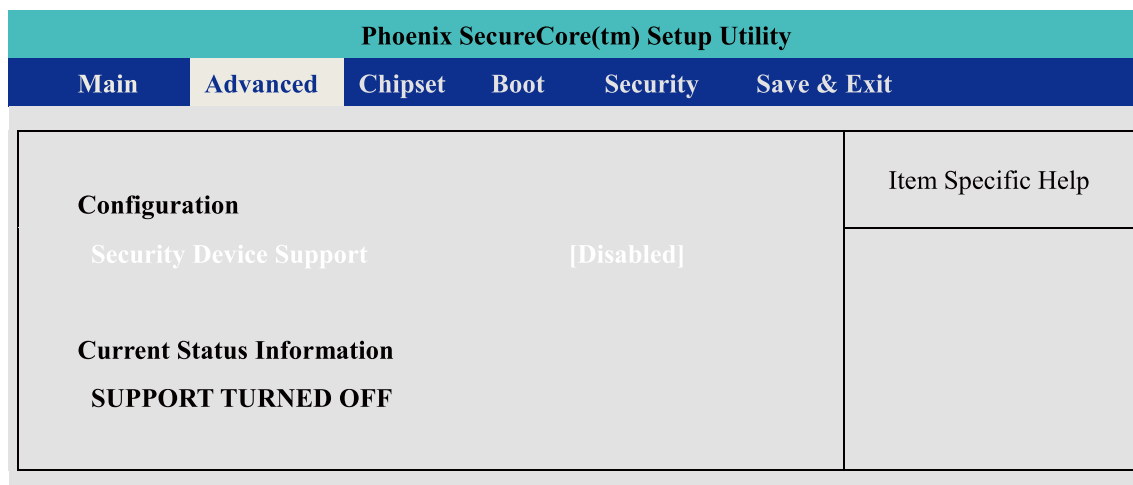 Phoenix SecureCore(tm) Setup Utility
Main Advanced Chipset Boot Security Save & Exit
Item Specific Help
Configuration
Security Device Support [Disabled]
Current Status Information
SUPPORT TURNED OFF